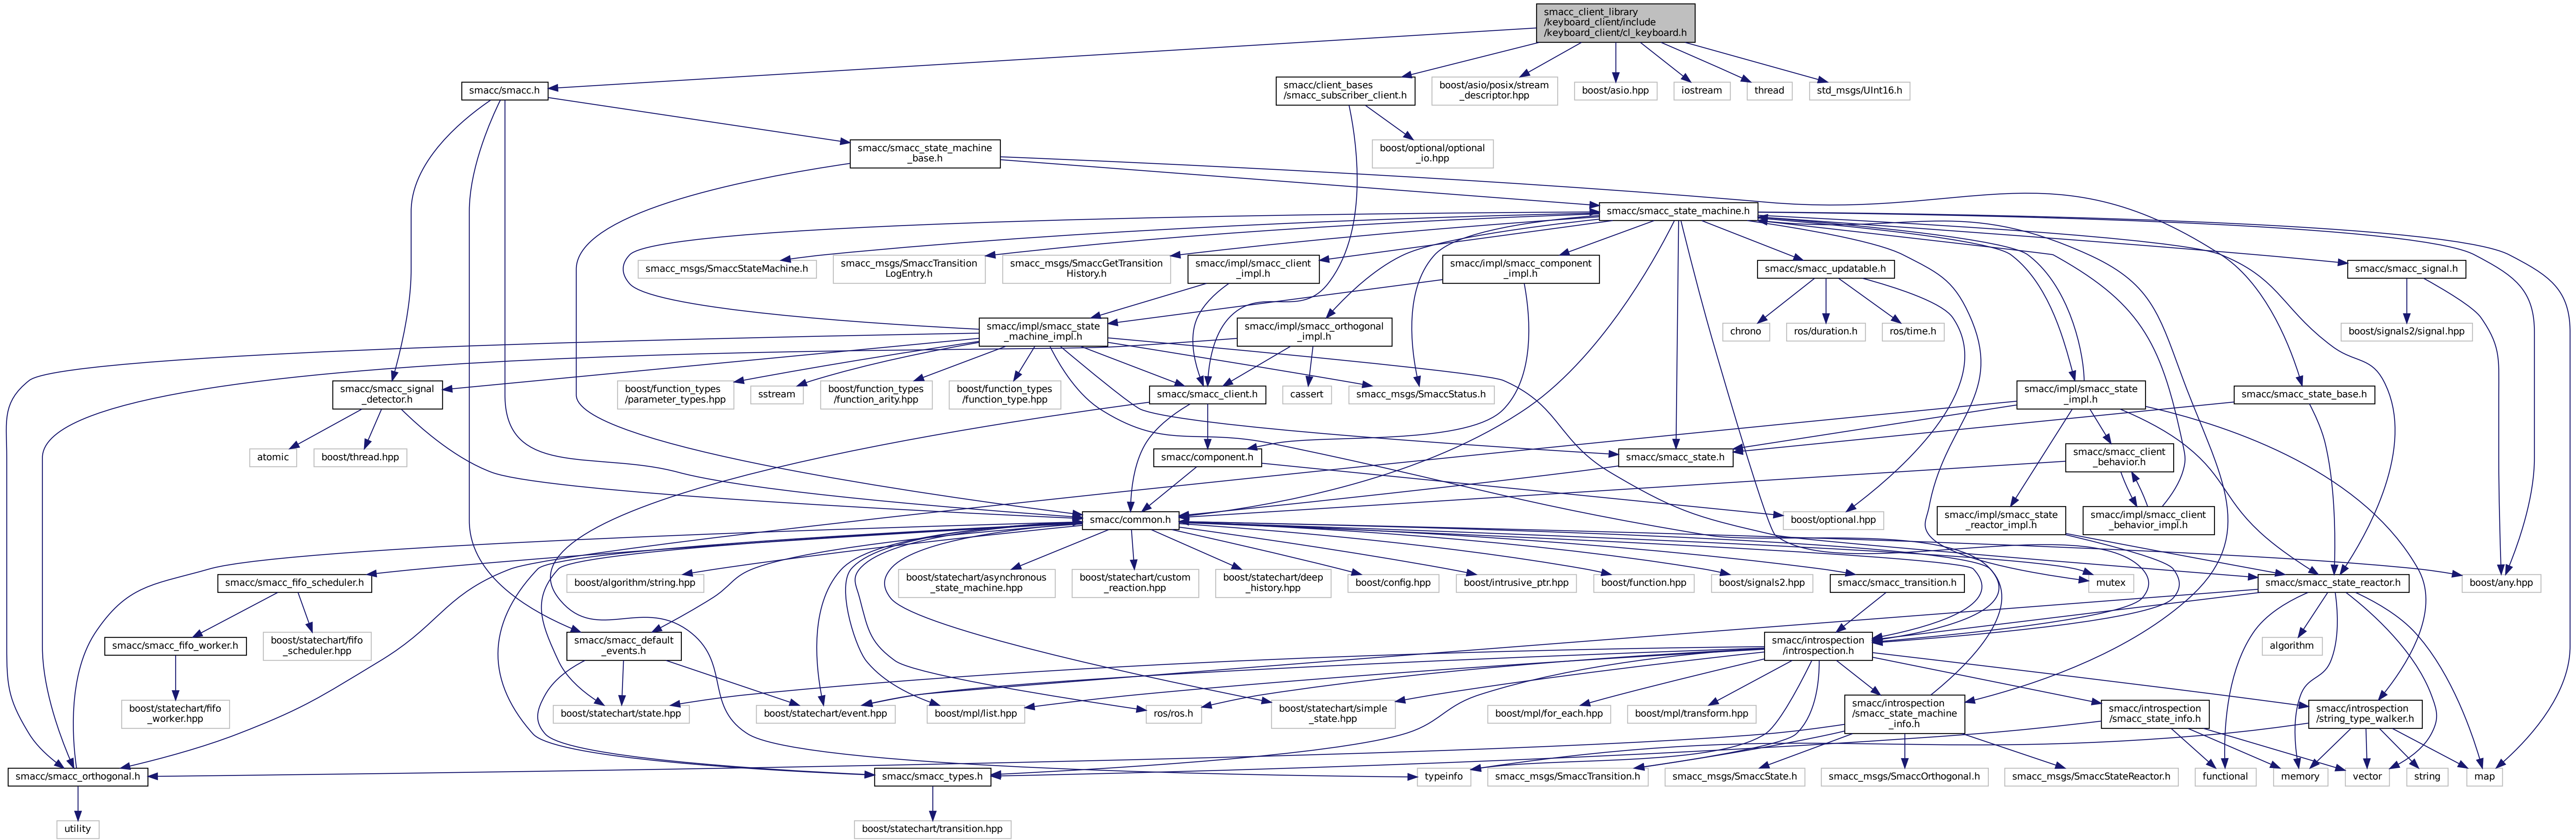 smacc_client_library
/keyboard_client/include
/keyboard_client/cl_keyboard.h
smacc/smacc.h
smacc/client_bases
/smacc_subscriber_client.h
boost/asio/posix/stream
_descriptor.hpp
boost/asio.hpp
iostream
thread
std_msgs/UInt16.h
smacc/smacc_state_machine
_base.h
boost/optional/optional
_io.hpp
smacc/smacc_state_machine.h
smacc_msgs/SmaccStateMachine.h
smacc_msgs/SmaccTransition
LogEntry.h
smacc_msgs/SmaccGetTransition
History.h
smacc/impl/smacc_client
_impl.h
smacc/impl/smacc_component
_impl.h
smacc/smacc_updatable.h
smacc/smacc_signal.h
smacc/impl/smacc_state
_machine_impl.h
smacc/impl/smacc_orthogonal
_impl.h
chrono
ros/duration.h
ros/time.h
boost/signals2/signal.hpp
smacc/smacc_signal
_detector.h
boost/function_types
/parameter_types.hpp
sstream
boost/function_types
/function_arity.hpp
boost/function_types
/function_type.hpp
smacc/smacc_client.h
cassert
smacc_msgs/SmaccStatus.h
smacc/impl/smacc_state
_impl.h
smacc/smacc_state_base.h
atomic
boost/thread.hpp
smacc/component.h
smacc/smacc_state.h
smacc/smacc_client
_behavior.h
smacc/common.h
boost/optional.hpp
smacc/impl/smacc_state
_reactor_impl.h
smacc/impl/smacc_client
_behavior_impl.h
smacc/smacc_fifo_scheduler.h
boost/algorithm/string.hpp
boost/statechart/asynchronous
_state_machine.hpp
boost/statechart/custom
_reaction.hpp
boost/statechart/deep
_history.hpp
boost/config.hpp
boost/intrusive_ptr.hpp
boost/function.hpp
boost/signals2.hpp
smacc/smacc_transition.h
mutex
smacc/smacc_state_reactor.h
boost/any.hpp
smacc/smacc_fifo_worker.h
boost/statechart/fifo
_scheduler.hpp
smacc/smacc_default
_events.h
smacc/introspection
/introspection.h
algorithm
boost/statechart/fifo
_worker.hpp
boost/statechart/state.hpp
boost/statechart/event.hpp
boost/mpl/list.hpp
ros/ros.h
boost/statechart/simple
_state.hpp
boost/mpl/for_each.hpp
boost/mpl/transform.hpp
smacc/introspection
/smacc_state_machine
_info.h
smacc/introspection
/smacc_state_info.h
smacc/introspection
/string_type_walker.h
smacc/smacc_orthogonal.h
smacc/smacc_types.h
typeinfo
smacc_msgs/SmaccTransition.h
smacc_msgs/SmaccState.h
smacc_msgs/SmaccOrthogonal.h
smacc_msgs/SmaccStateReactor.h
functional
memory
vector
string
map
utility
boost/statechart/transition.hpp